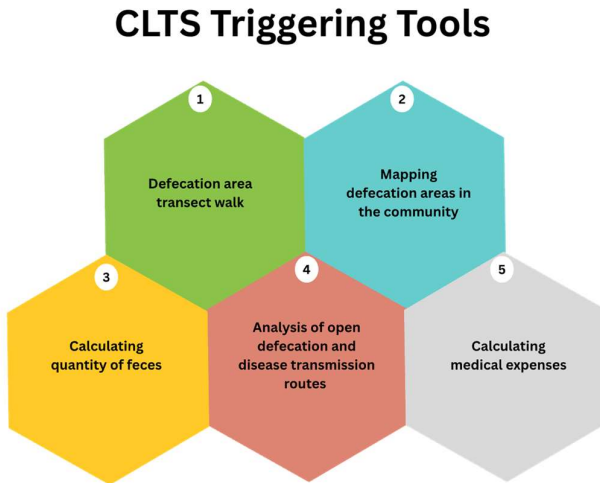 CLTS Triggering Tools
1
Defecation area
transect walk
2
Mapping
defecation areas in
the community
3
Calculating
quantity of feces
4
Analysis of open
defecation and
disease transmission
routes
5
Calculating
medical expenses